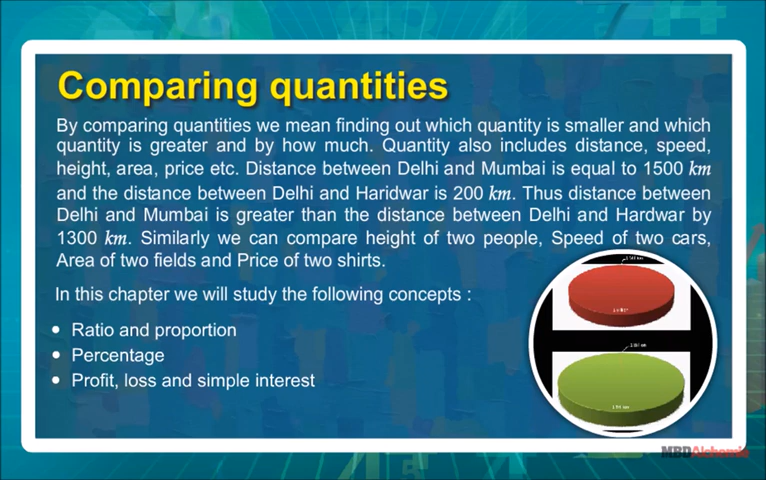 Comparing quantities
By comparing quantities we mean finding out which quantity is smaller and which
quantity is greater and by how much. Quantity also includes distance, speed,
height, area, price etc. Distance between Delhi and Mumbai is equal to 1500 km
and the distance between Delhi and Haridwar is 200 km. Thus distance between
Delhi and Mumbai is greater than the distance between Delhi and Hardwar by
1300 km. Similarly we can compare height of two people, Speed of two cars,
Area of two fields and Price of two shirts.
In this chapter we will study the following concepts :
• Ratio and proportion
• Percentage
• Profit, loss and simple interest
MBDAlchemie